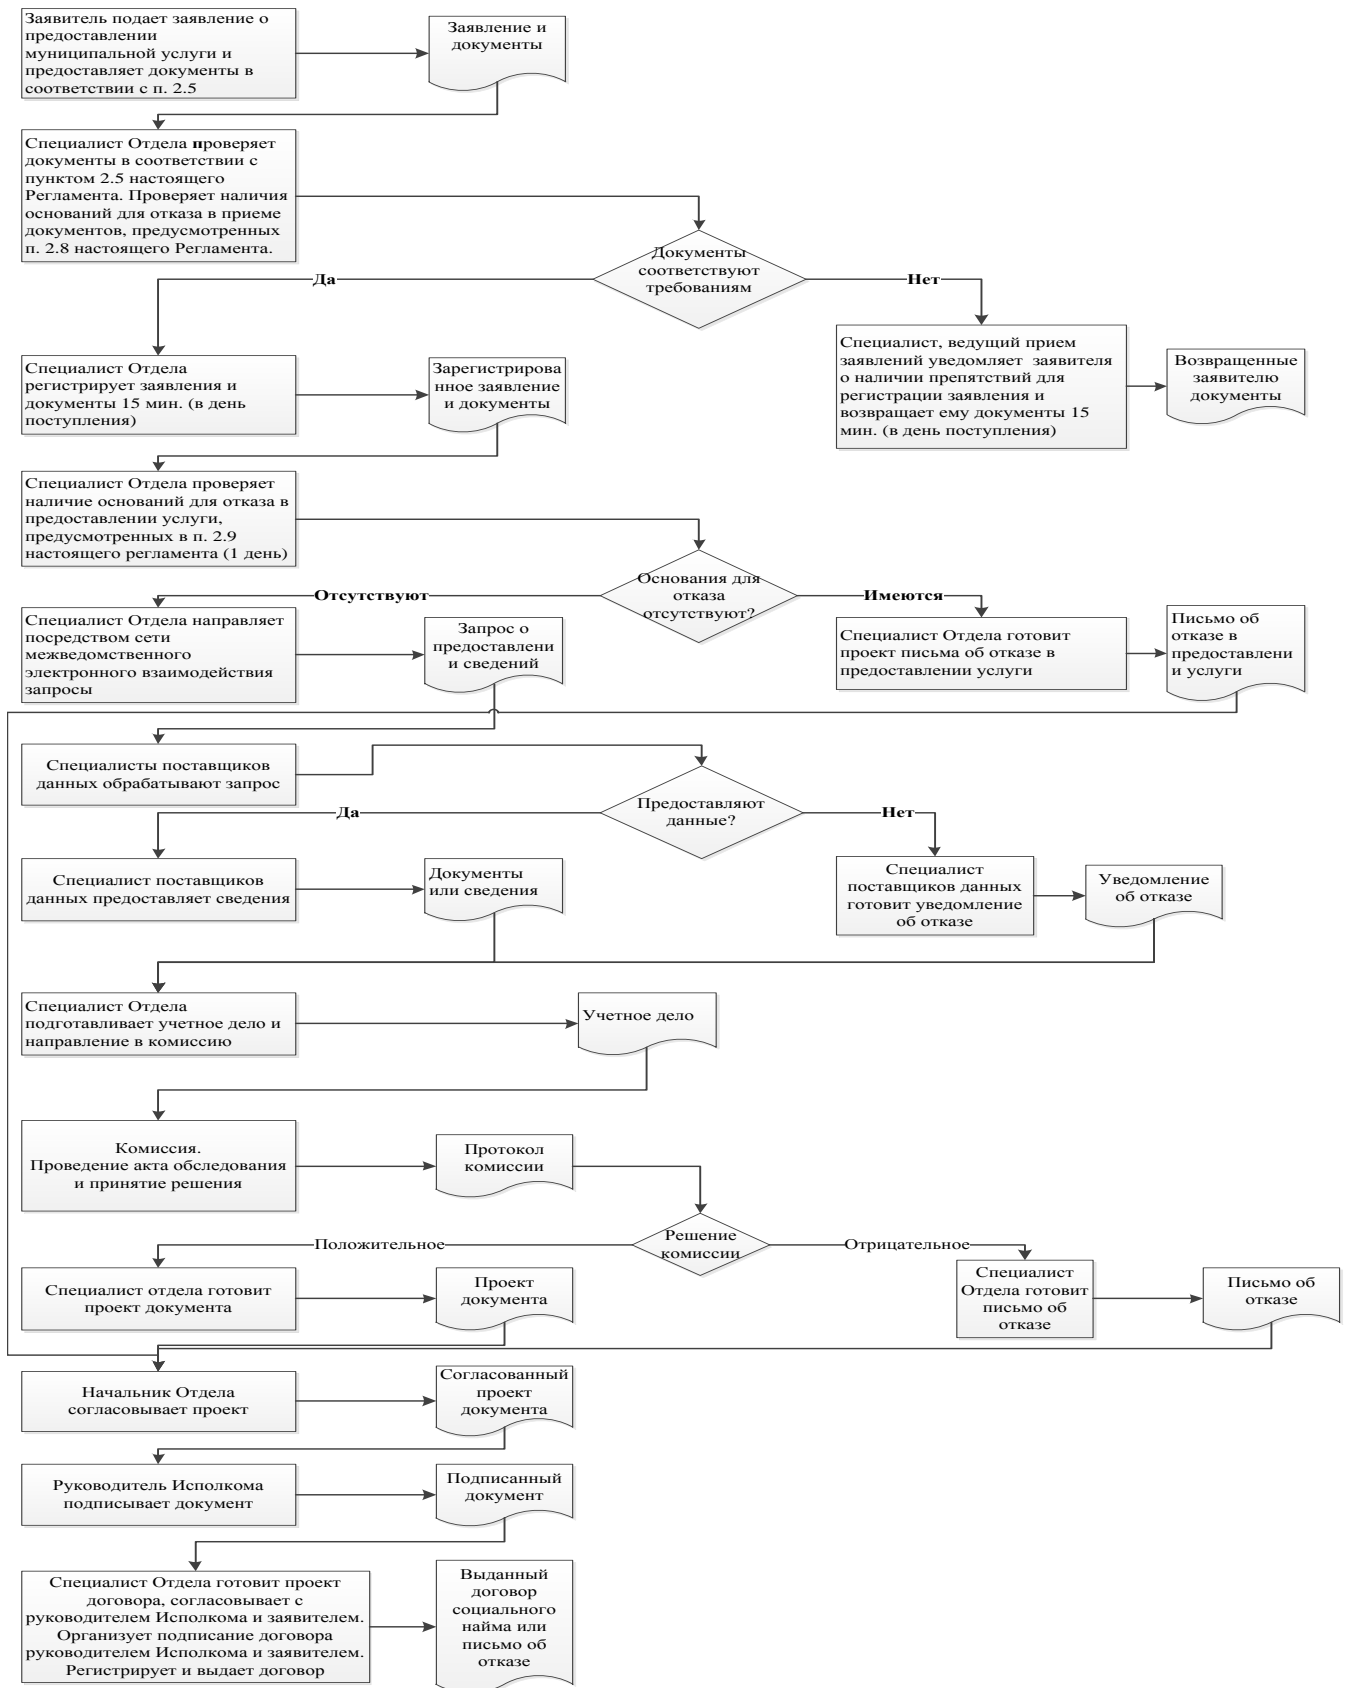 Заявитель подает заявление о
предоставлении
муниципальной услуги и
предоставляет документы в
соответствии с п. 2.5
Заявление и
документы
Специалист Отдела проверяет
документы в соответствии с
пунктом 2.5 настоящего
Регламента. Проверяет наличия
оснований для отказа в приеме
документов, предусмотренных
п. 2.8 настоящего Регламента.
Документы
соответствуют
требованиям
Да
Нет
Специалист Отдела
регистрирует заявления и
документы 15 мин. (в день
поступления)
Зарегистрирова
нное заявление
и документы
Специалист, ведущий прием
заявлений уведомляет заявителя
о наличии препятствий для
регистрации заявления и
возвращает ему документы 15
мин. (в день поступления)
Возвращенные
заявителю
документы
Специалист Отдела проверяет
наличие оснований для отказа в
предоставлении услуги,
предусмотренных в п. 2.9
настоящего регламента (1 день)
Основания для
отказа
отсутствуют?
Отсутствуют
Имеются
Специалист Отдела направляет
посредством сети
межведомственного
электронного взаимодействия
запросы
Запрос о
предоставлени
и сведений
Специалист Отдела готовит
проект письма об отказе в
предоставлении услуги
Письмо об
отказе в
предоставлени
и услуги
Специалисты поставщиков
данных обрабатывают запрос
Предоставляют
данные?
Да
Нет
Специалист поставщиков
данных предоставляет сведения
Документы
или сведения
Специалист
поставщиков данных
готовит уведомление
об отказе
Уведомление
об отказе
Специалист Отдела
подготавливает учетное дело и
направление в комиссию
Учетное дело
Комиссия.
Проведение акта обследования
и принятие решения
Протокол
комиссии
Решение
комиссии
Положительное
Отрицательное
Специалист отдела готовит
проект документа
Проект
документа
Специалист
Отдела готовит
письмо об
отказе
Письмо об
отказе
Начальник Отдела
согласовывает проект
Согласованный
проект
документа
Руководитель Исполкома
подписывает документ
Подписанный
документ
Специалист Отдела готовит проект
договора, согласовывает с
руководителем Исполкома и заявителем.
Организует подписание договора
руководителем Исполкома и заявителем.
Регистрирует и выдает договор
Выданный
договор
социального
найма или
письмо об
отказе